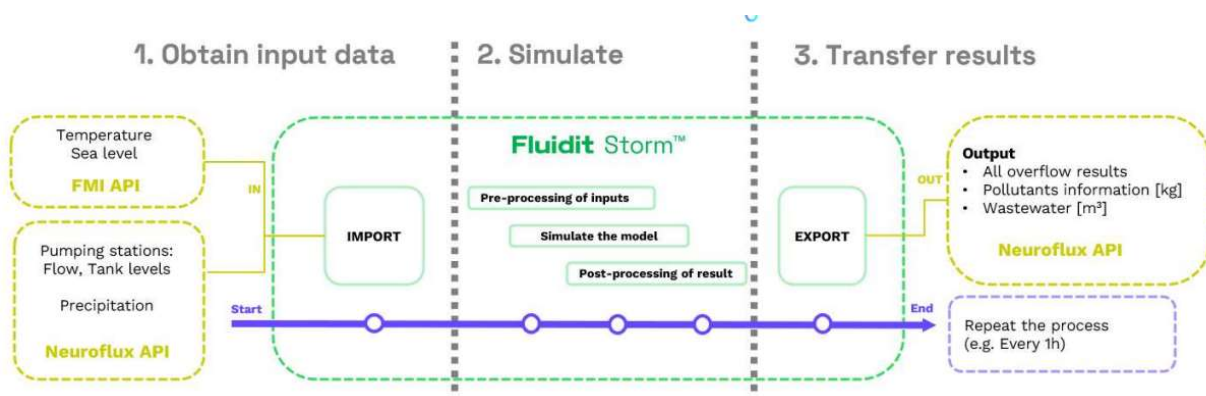 1. Obtain input data
2. Simulate
3. Transfer results
Temperature
Sea level
FMI API
Pumping stations:
Flow, Tank levels
Precipitation
Neuroflux API
IN
Fluidit Storm™
IMPORT
Pre-processing of inputs
Simulate the model
Post-processing of result
EXPORT
OUT
Output
• All overflow results
• Pollutants information [kg]
• Wastewater [m³]
Neuroflux API
Start
End
Repeat the process
(e.g. Every 1h)